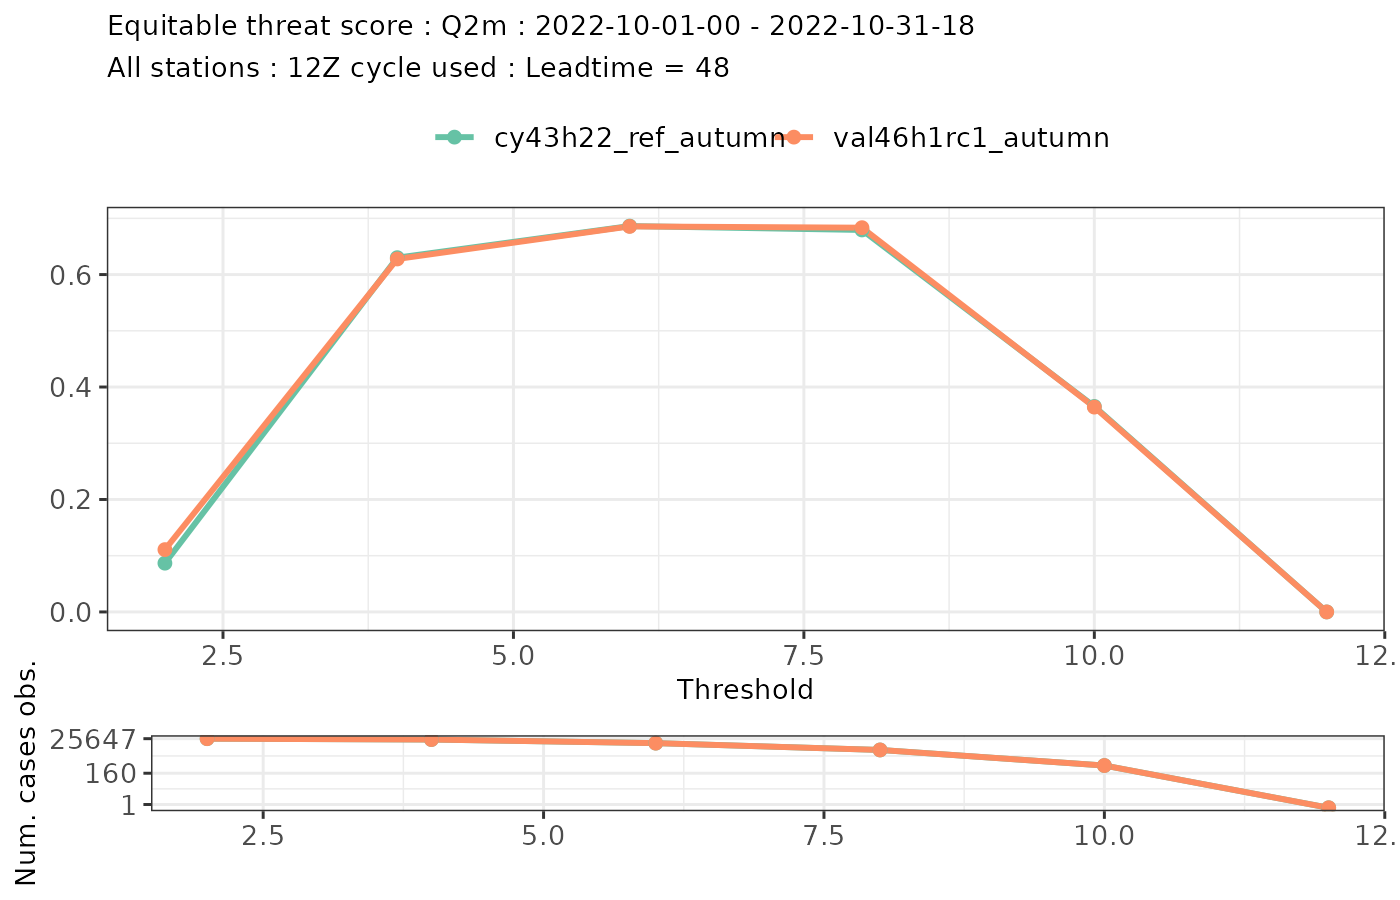 Equitable threat score : Q2m : 2022-10-01-00 - 2022-10-31-18
All stations : 12Z cycle used : Leadtime = 48
cy43h22_ref_autumn val46h1rc1_autumn
0.6
0.4
0.2
0.0
2.5 5.0 7.5 10.0 12.
Threshold
Num. cases obs.
25647
160
1
2.5 5.0 7.5 10.0 12.